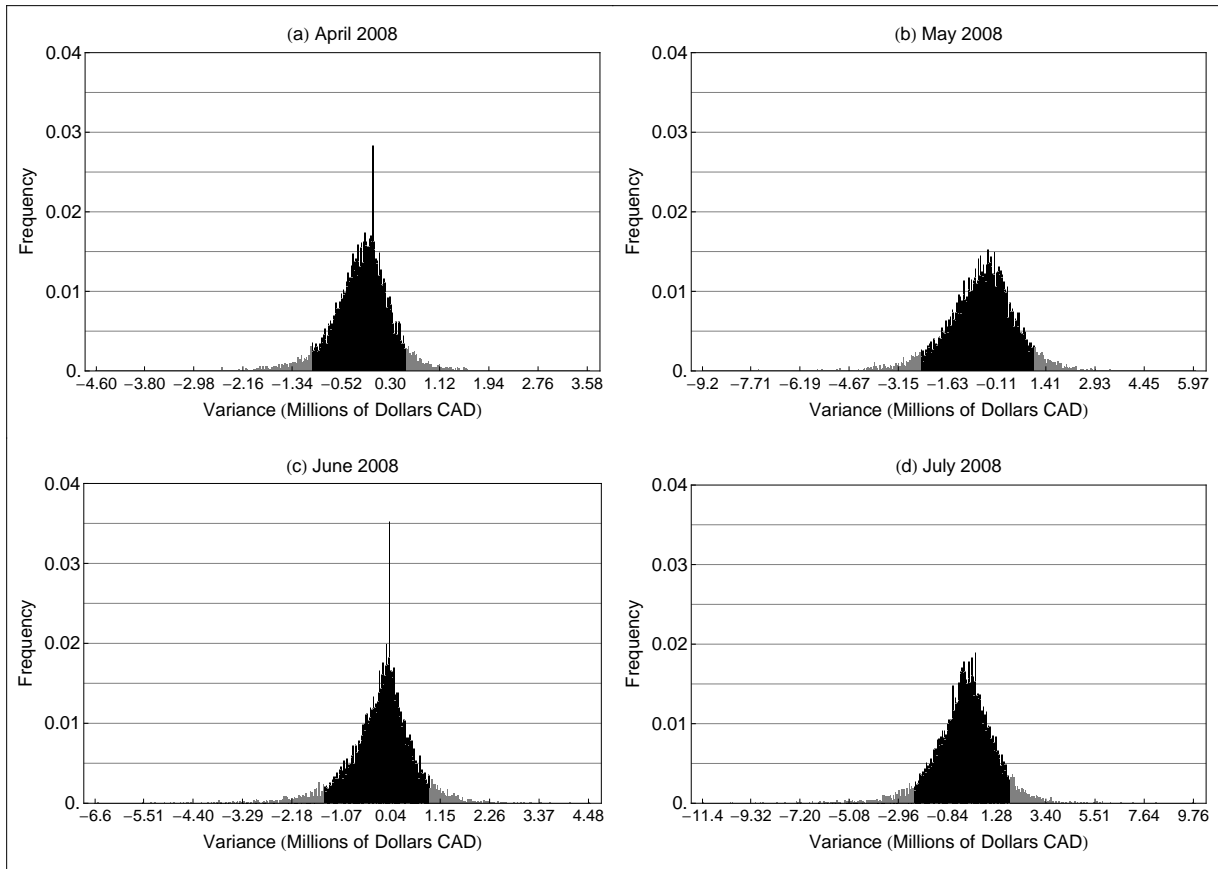 (a) April 2008
0.04
0.03
0.02
0.01
0.
Frequency
−4.60 −3.80 −2.98 −2.16 −1.34 −0.52 0.30 1.12 1.94 2.76 3.58
Variance (Millions of Dollars CAD)
(b) May 2008
0.04
0.03
0.02
0.01
0.
Frequency
−9.2 −7.71 −6.19 −4.67 −3.15 −1.63 −0.11 1.41 2.93 4.45 5.97
Variance (Millions of Dollars CAD)
(c) June 2008
0.04
0.03
0.02
0.01
0.
Frequency
−6.6 −5.51 −4.40 −3.29 −2.18 −1.07 0.04 1.15 2.26 3.37 4.48
Variance (Millions of Dollars CAD)
(d) July 2008
0.04
0.03
0.02
0.01
0.
Frequency
−11.4 −9.32 −7.20 −5.08 −2.96 −0.84 1.28 3.40 5.51 7.64 9.76
Variance (Millions of Dollars CAD)